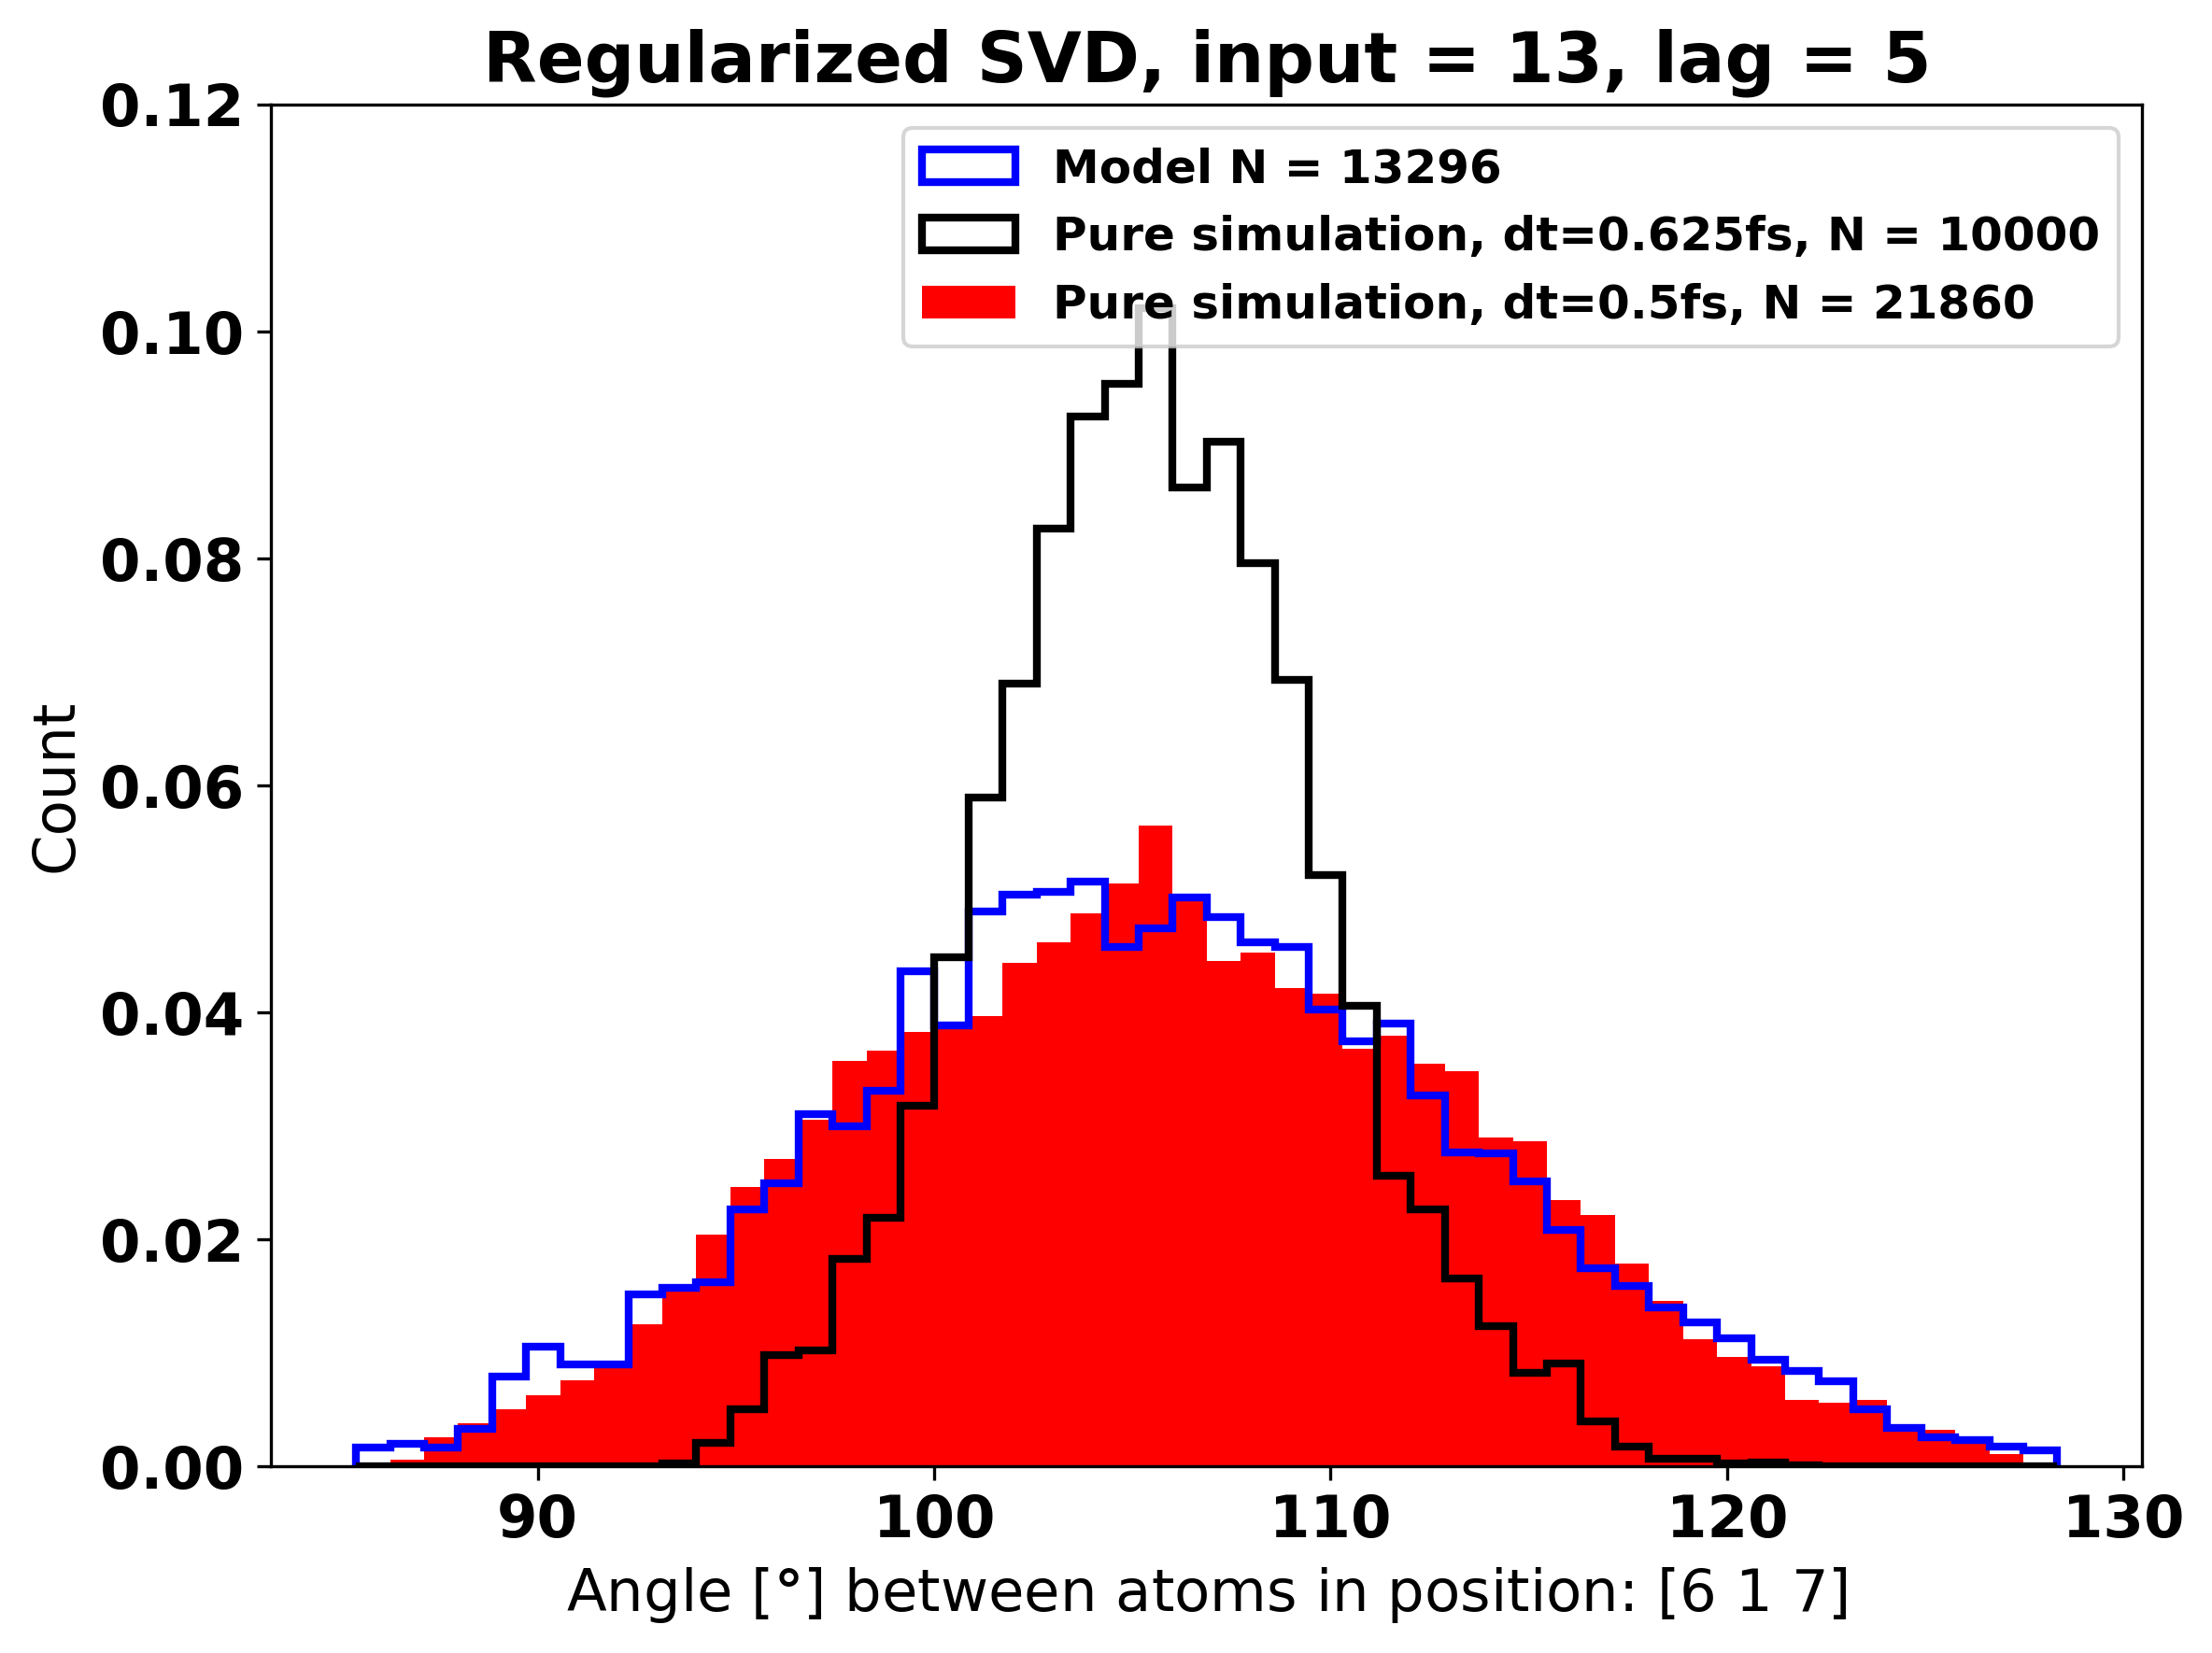 Regularized SVD, input = 13, lag = 5
0.12
0.10
0.08
0.06
0.04
0.02
0.00
Count
Model N = 13296
Pure simulation, dt=0.625fs, N = 10000
Pure simulation, dt=0.5fs, N = 21860
90 100 110 120 130
Angle [°] between atoms in position: [6 1 7]